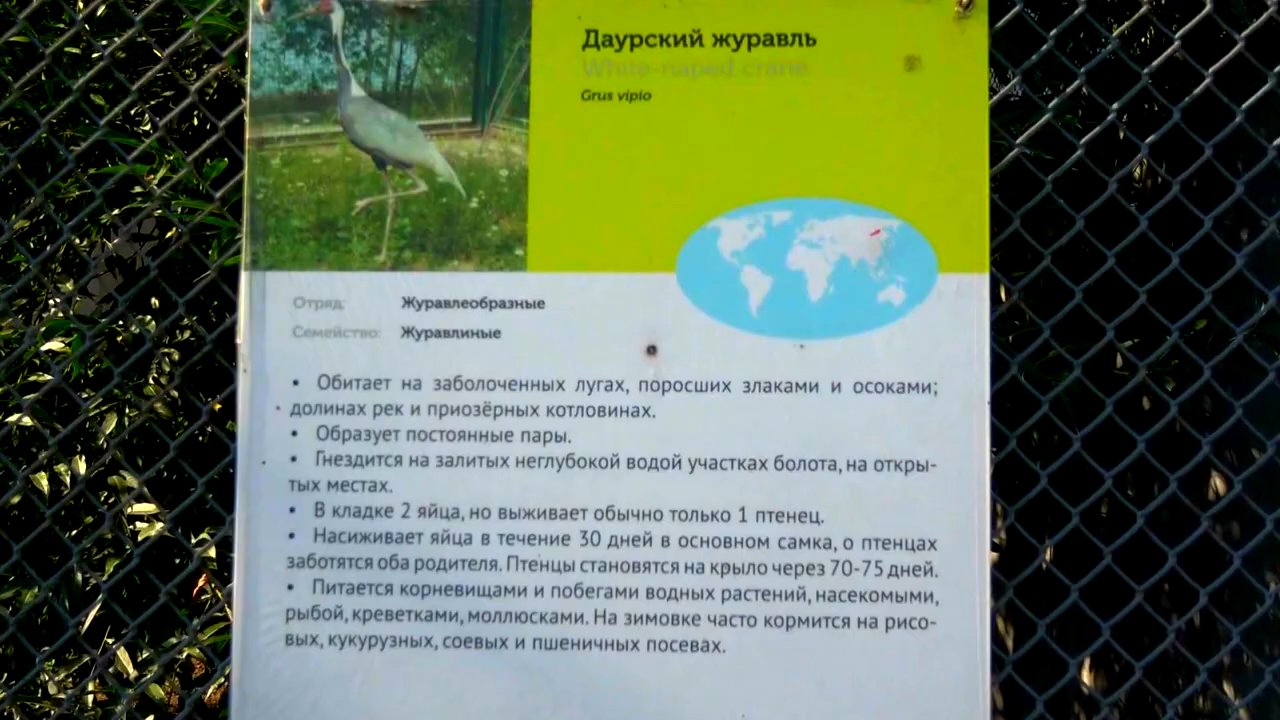 Даурский журавль
White-naped crane
Grus vipio
Отряд: Журавлеобразные
Семейство: Журавлиные
• Обитает на заболоченных лугах, поросших злаками и осоками;
долинах рек и приозёрных котловинах.
• Образует постоянные пары.
• Гнездится на залитых неглубокой водой участках болота, на откры-
тых местах.
• В кладке 2 яйца, но выживает обычно только 1 птенец.
• Насиживает яйца в течение 30 дней в основном самка, о птенцах
заботятся оба родителя. Птенцы становятся на крыло через 70-75 дней.
• Питается корневищами и побегами водных растений, насекомыми,
рыбой, креветками, моллюсками. На зимовке часто кормится на рисо-
вых, кукурузных, соевых и пшеничных посевах.